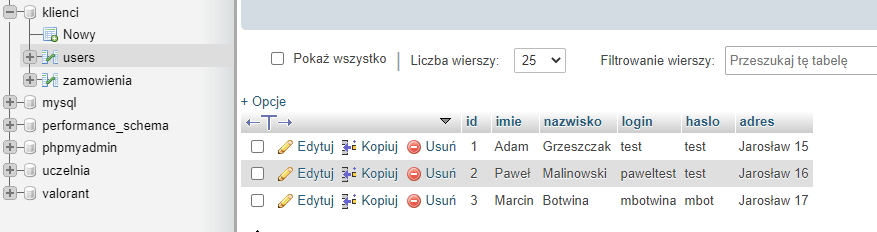 klienci
Nowy
users
zamowienia
mysql
performance_schema
phpmyadmin
uczelnia
valorant
Pokaż wszystko | Liczba wierszy: 25 Filtrowanie wierszy: Przeszukaj tę tabelę
+ Opcje
id imie nazwisko login haslo adres
Edytuj Kopiuj Usuń 1 Adam Grzeszczak test test Jarosław 15
Edytuj Kopiuj Usuń 2 Paweł Malinowski paweltest test Jarosław 16
Edytuj Kopiuj Usuń 3 Marcin Botwina mbotwina mbot Jarosław 17